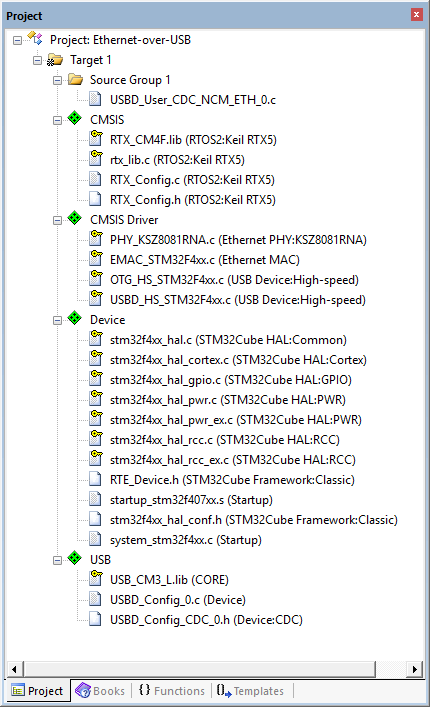 Project
Project: Ethernet-over-USB
Target 1
Source Group 1
USBD_User_CDC_NCM_ETH_0.c
CMSIS
RTX_CM4F.lib (RTOS2:Keil RTX5)
rtx_lib.c (RTOS2:Keil RTX5)
RTX_Config.c (RTOS2:Keil RTX5)
RTX_Config.h (RTOS2:Keil RTX5)
CMSIS Driver
PHY_KSZ8081RNA.c (Ethernet PHY:KSZ8081RNA)
EMAC_STM32F4xx.c (Ethernet MAC)
OTG_HS_STM32F4xx.c (USB Device:High-speed)
USBD_HS_STM32F4xx.c (USB Device:High-speed)
Device
stm32f4xx_hal.c (STM32Cube HAL:Common)
stm32f4xx_hal_cortex.c (STM32Cube HAL:Cortex)
stm32f4xx_hal_gpio.c (STM32Cube HAL:GPIO)
stm32f4xx_hal_pwr.c (STM32Cube HAL:PWR)
stm32f4xx_hal_pwr_ex.c (STM32Cube HAL:PWR)
stm32f4xx_hal_rcc.c (STM32Cube HAL:RCC)
stm32f4xx_hal_rcc_ex.c (STM32Cube HAL:RCC)
RTE_Device.h (STM32Cube Framework:Classic)
startup_stm32f407xx.s (Startup)
stm32f4xx_hal_conf.h (STM32Cube Framework:Classic)
system_stm32f4xx.c (Startup)
USB
USB_CM3_L.lib (CORE)
USBD_Config_0.c (Device)
USBD_Config_CDC_0.h (Device:CDC)
Project Books {} Functions 0 Templates